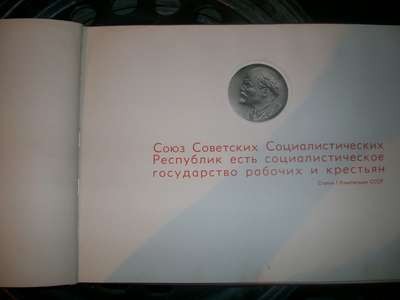 Союз Советских Социалистических
Республик есть социалистическое
государство рабочих и крестьян
Статья 1 Конституции СССР